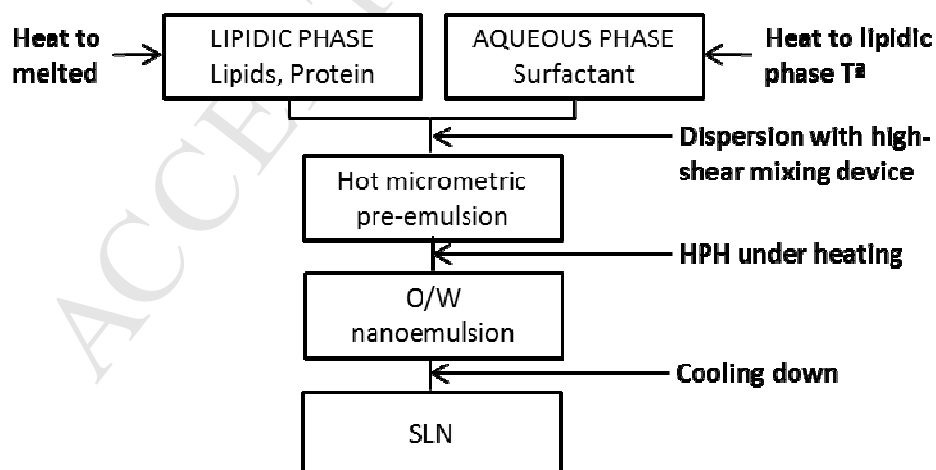 Heat to
melted
LIPIDIC PHASE
Lipids, Protein
AQUEOUS PHASE
Surfactant
Heat to lipidic
phase Tª
Dispersion with high-
shear mixing device
Hot micrometric
pre-emulsion
HPH under heating
O/W
nanoemulsion
Cooling down
SLN
ACCE